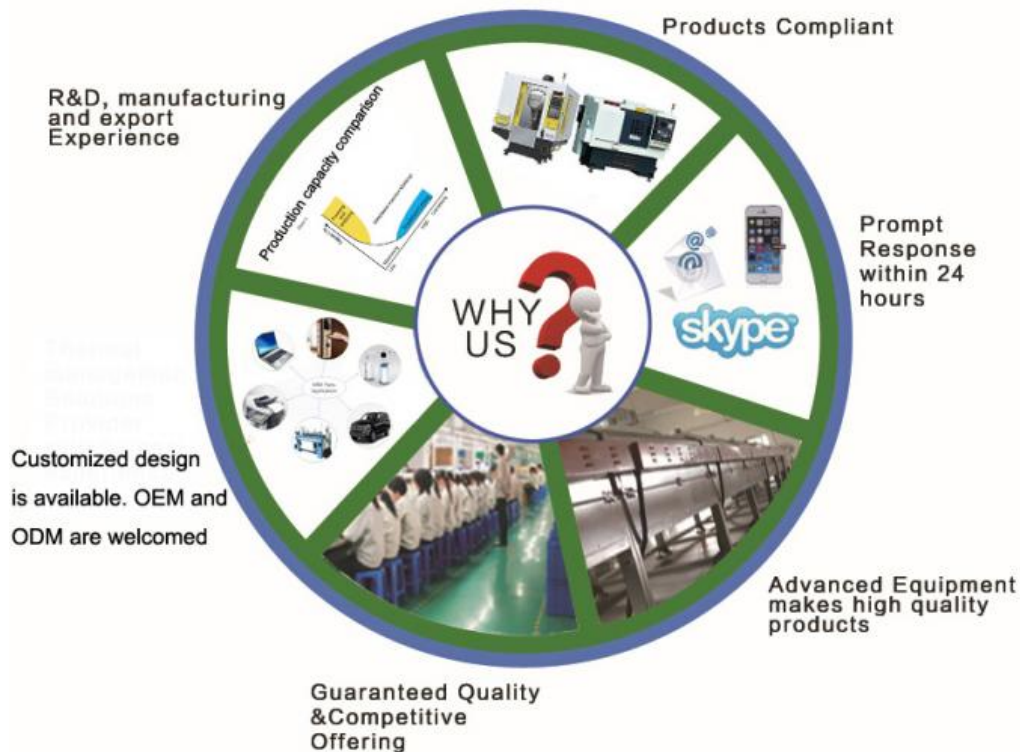 Products Compliant
R&D, manufacturing
and export
Experience
Production capacity comparison
Prompt
Response
within 24
hours
skype
WHY
US
Customized design
is available. OEM and
ODM are welcomed
Advanced Equipment
makes high quality
products
Guaranteed Quality
&Competitive
Offering